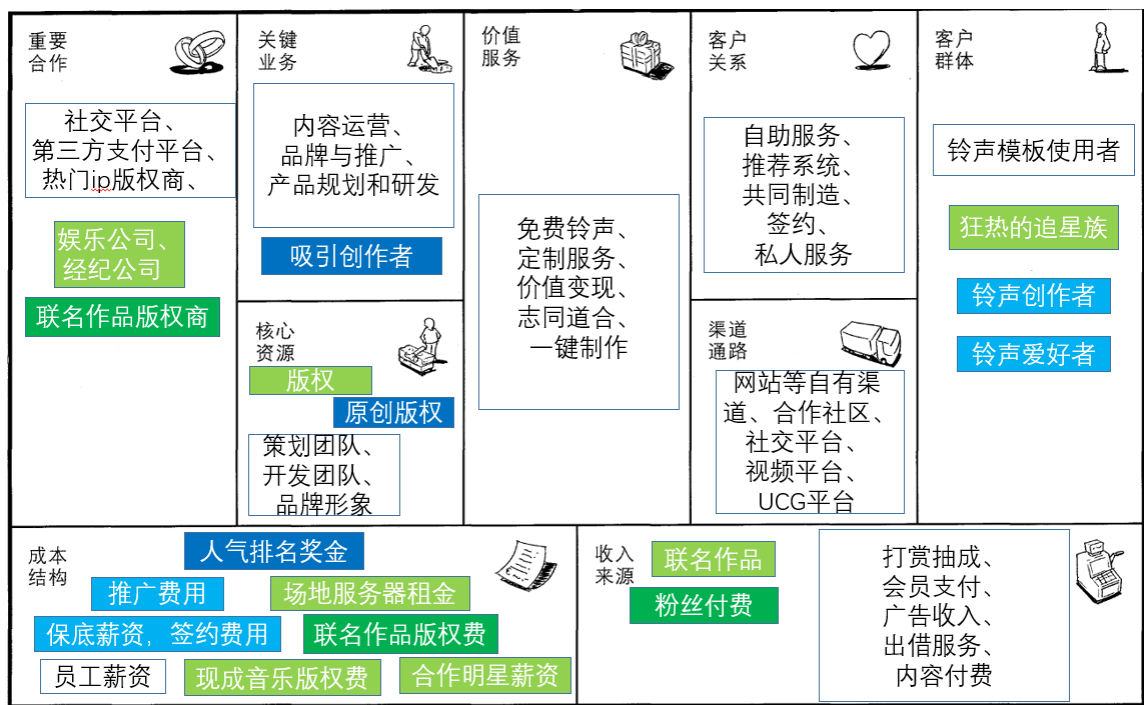 重要
合作
社交平台、
第三方支付平台、
热门ip版权商、
娱乐公司、
经纪公司
联名作品版权商
关键
业务
内容运营、
品牌与推广、
产品规划和研发
吸引创作者
核心
资源
版权
原创版权
策划团队、
开发团队、
品牌形象
价值
服务
免费铃声、
定制服务、
价值变现、
志同道合、
一键制作
客户
关系
自助服务、
推荐系统、
共同制造、
签约、
私人服务
渠道
通路
网站等自有渠
道、合作社区、
社交平台、
视频平台、
UCG平台
客户
群体
铃声模板使用者
狂热的追星族
铃声创作者
铃声爱好者
成本
结构
人气排名奖金
推广费用
场地服务器租金
保底薪资，签约费用
联名作品版权费
员工薪资
现成音乐版权费
合作明星薪资
收入
来源
联名作品
粉丝付费
打赏抽成、
会员支付、
广告收入、
出借服务、
内容付费